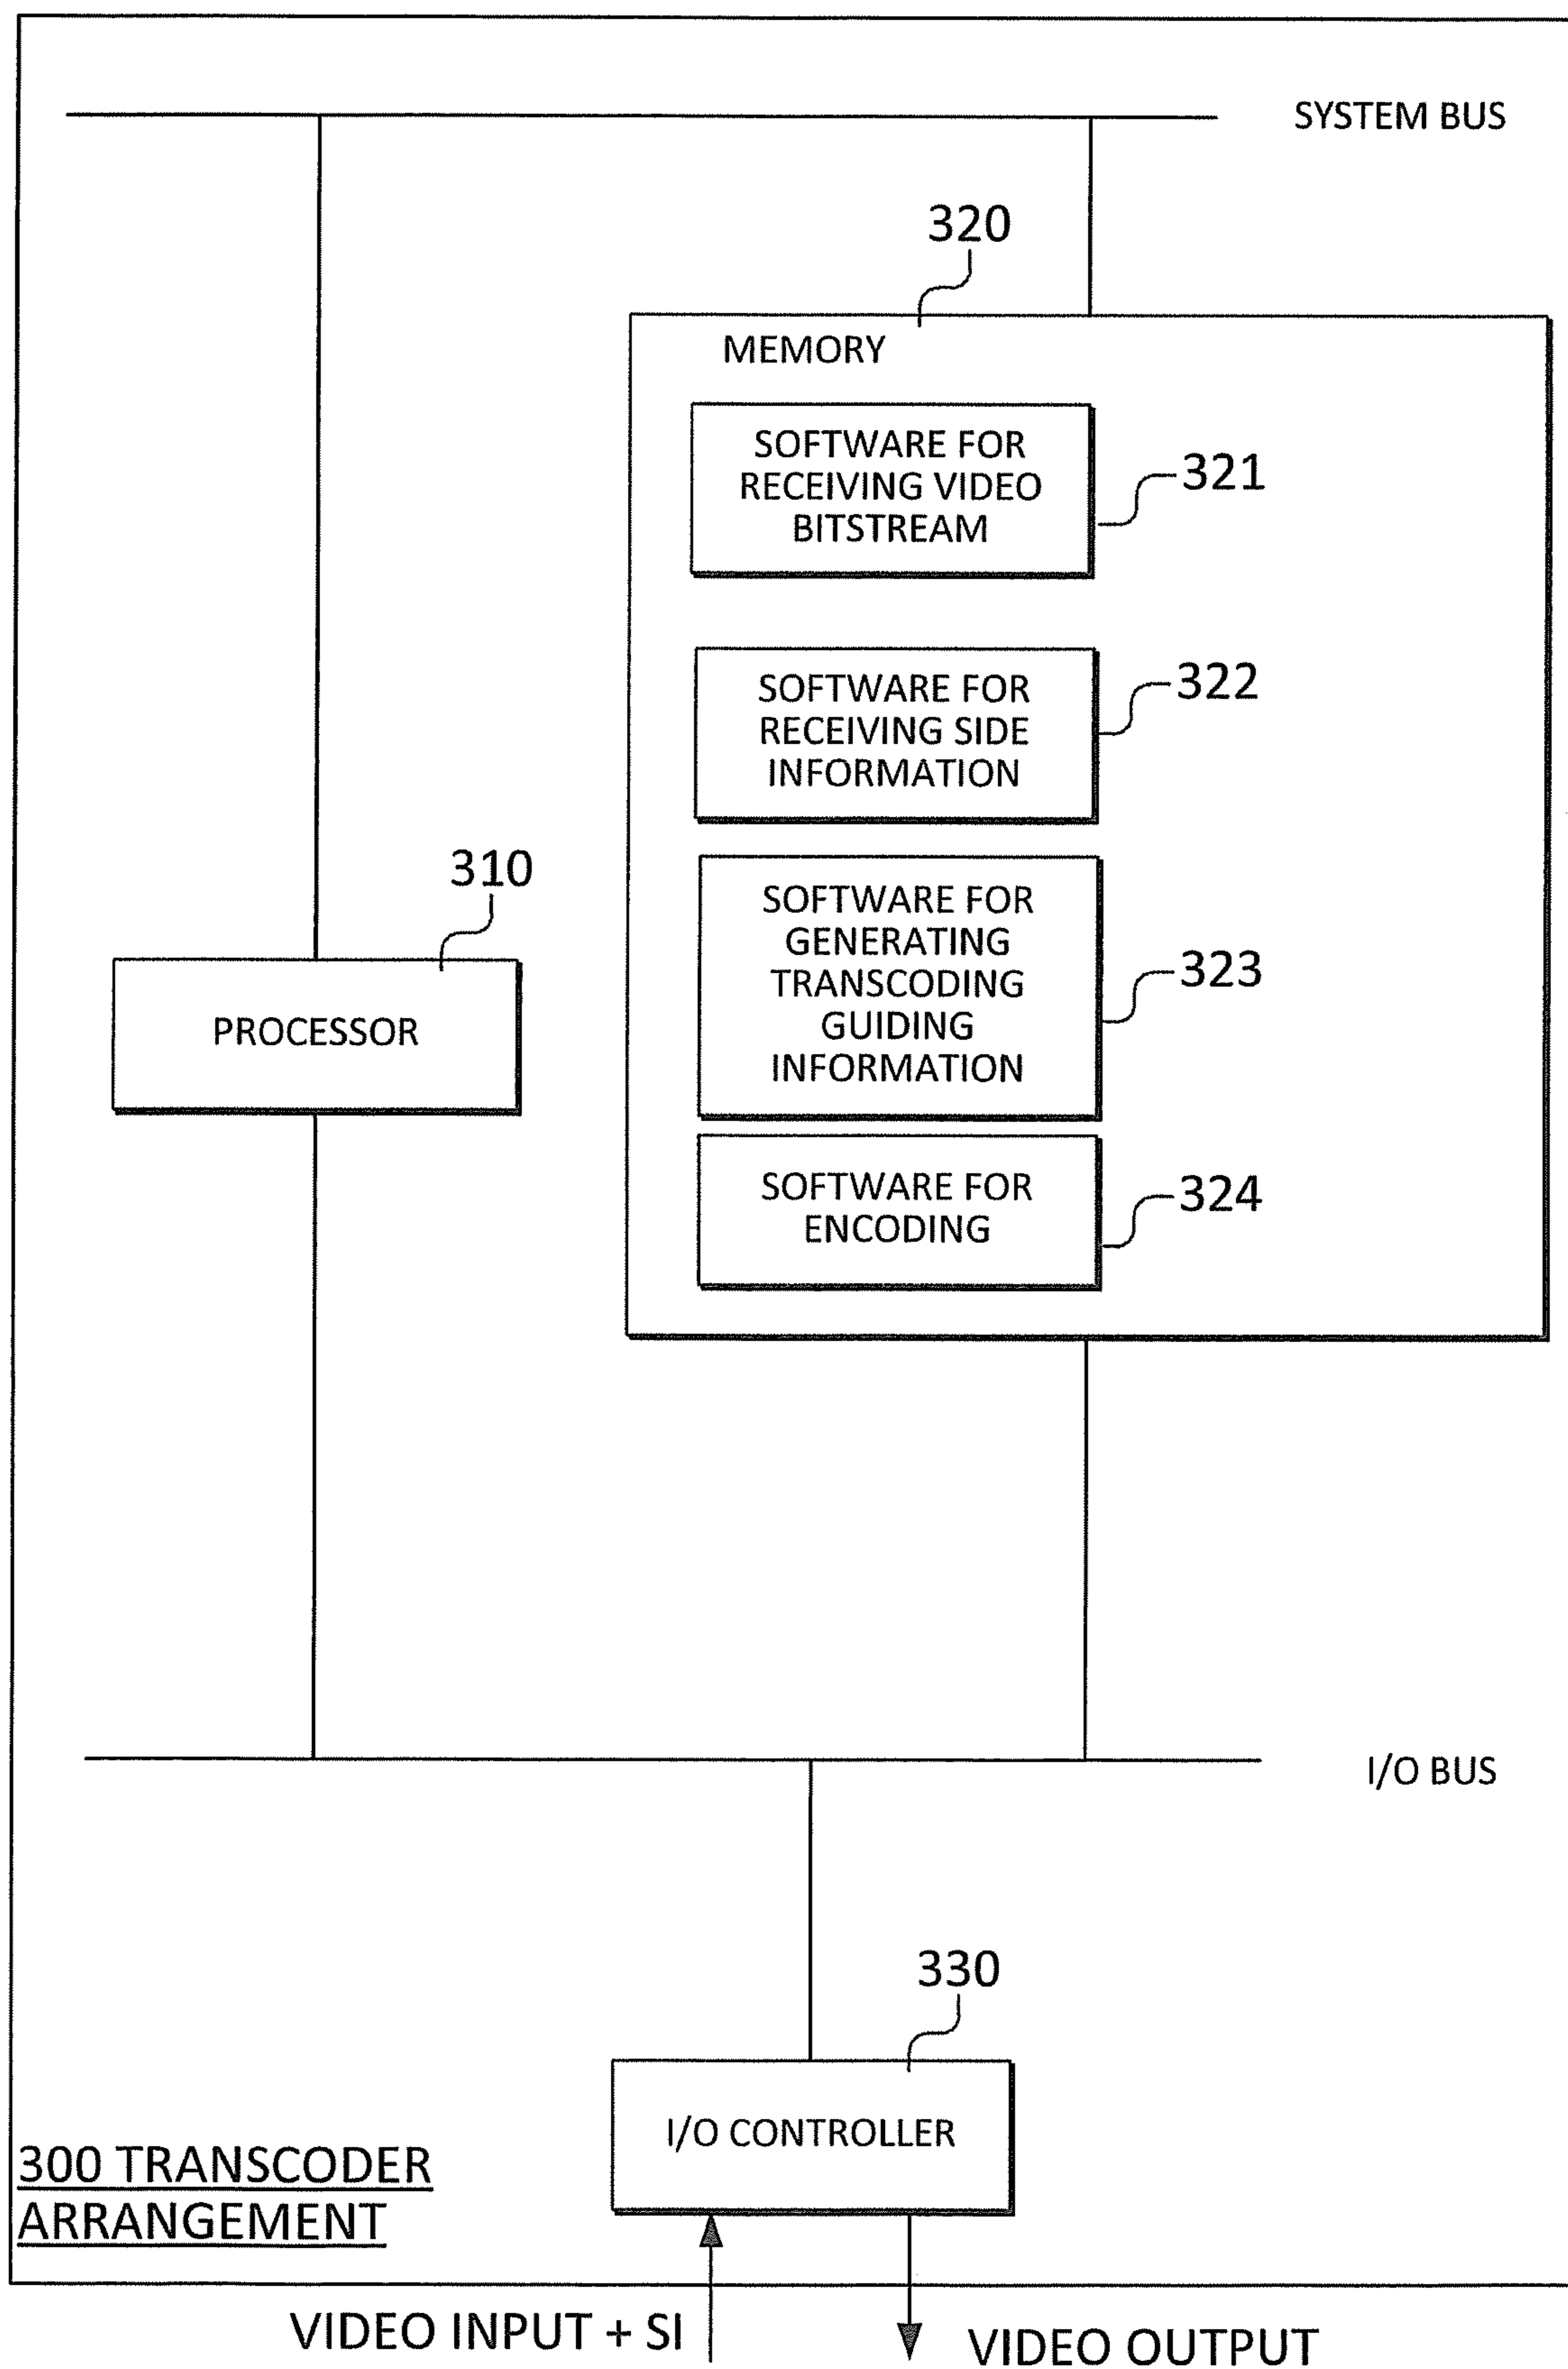 SYSTEM BUS
320
MEMORY
SOFTWARE FOR
RECEIVING VIDEO
BITSTREAM
321
SOFTWARE FOR
RECEIVING SIDE
INFORMATION
322
310
PROCESSOR
SOFTWARE FOR
GENERATING
TRANSCODING
GUIDING
INFORMATION
323
SOFTWARE FOR
ENCODING
324
I/O BUS
330
I/O CONTROLLER
300 TRANSCODER
ARRANGEMENT
VIDEO INPUT + SI
VIDEO OUTPUT